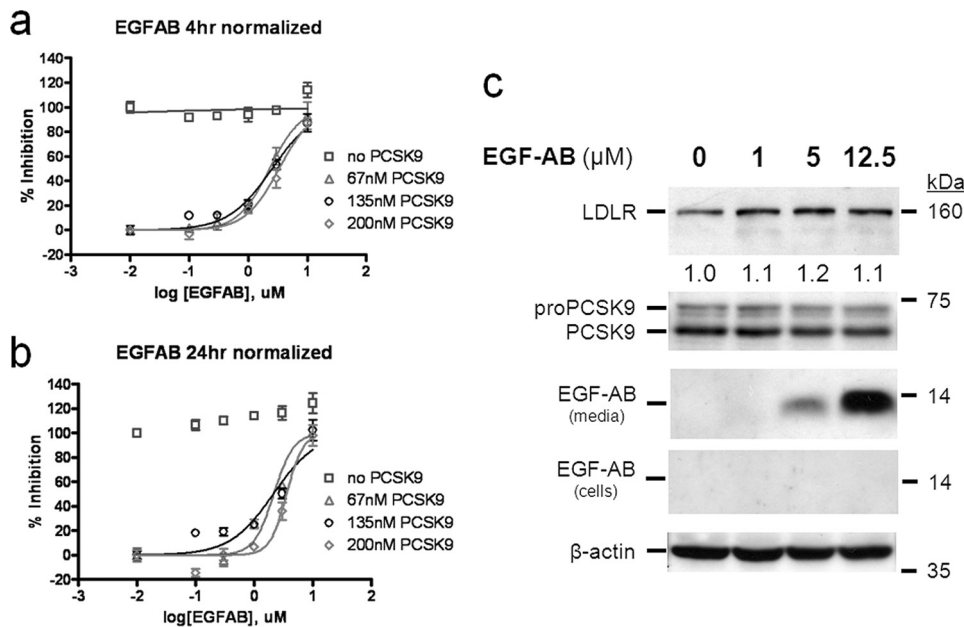 a
EGFAB 4hr normalized
140
120
100
80
60
40
20
0
-20
% Inhibition
-3 -2 -1 0 1 2
log [EGFAB], uM
no PCSK9
67nM PCSK9
135nM PCSK9
200nM PCSK9
b
EGFAB 24hr normalized
140
120
100
80
60
40
20
0
-20
% Inhibition
-3 -2 -1 0 1 2
log[EGFAB], uM
no PCSK9
67nM PCSK9
135nM PCSK9
200nM PCSK9
c
EGF-AB (μM) 0 1 5 12.5
kDa
LDLR 160
1.0 1.1 1.2 1.1
75
proPCSK9
PCSK9
EGF-AB 14
(media)
EGF-AB
(cells) 14
β-actin
35